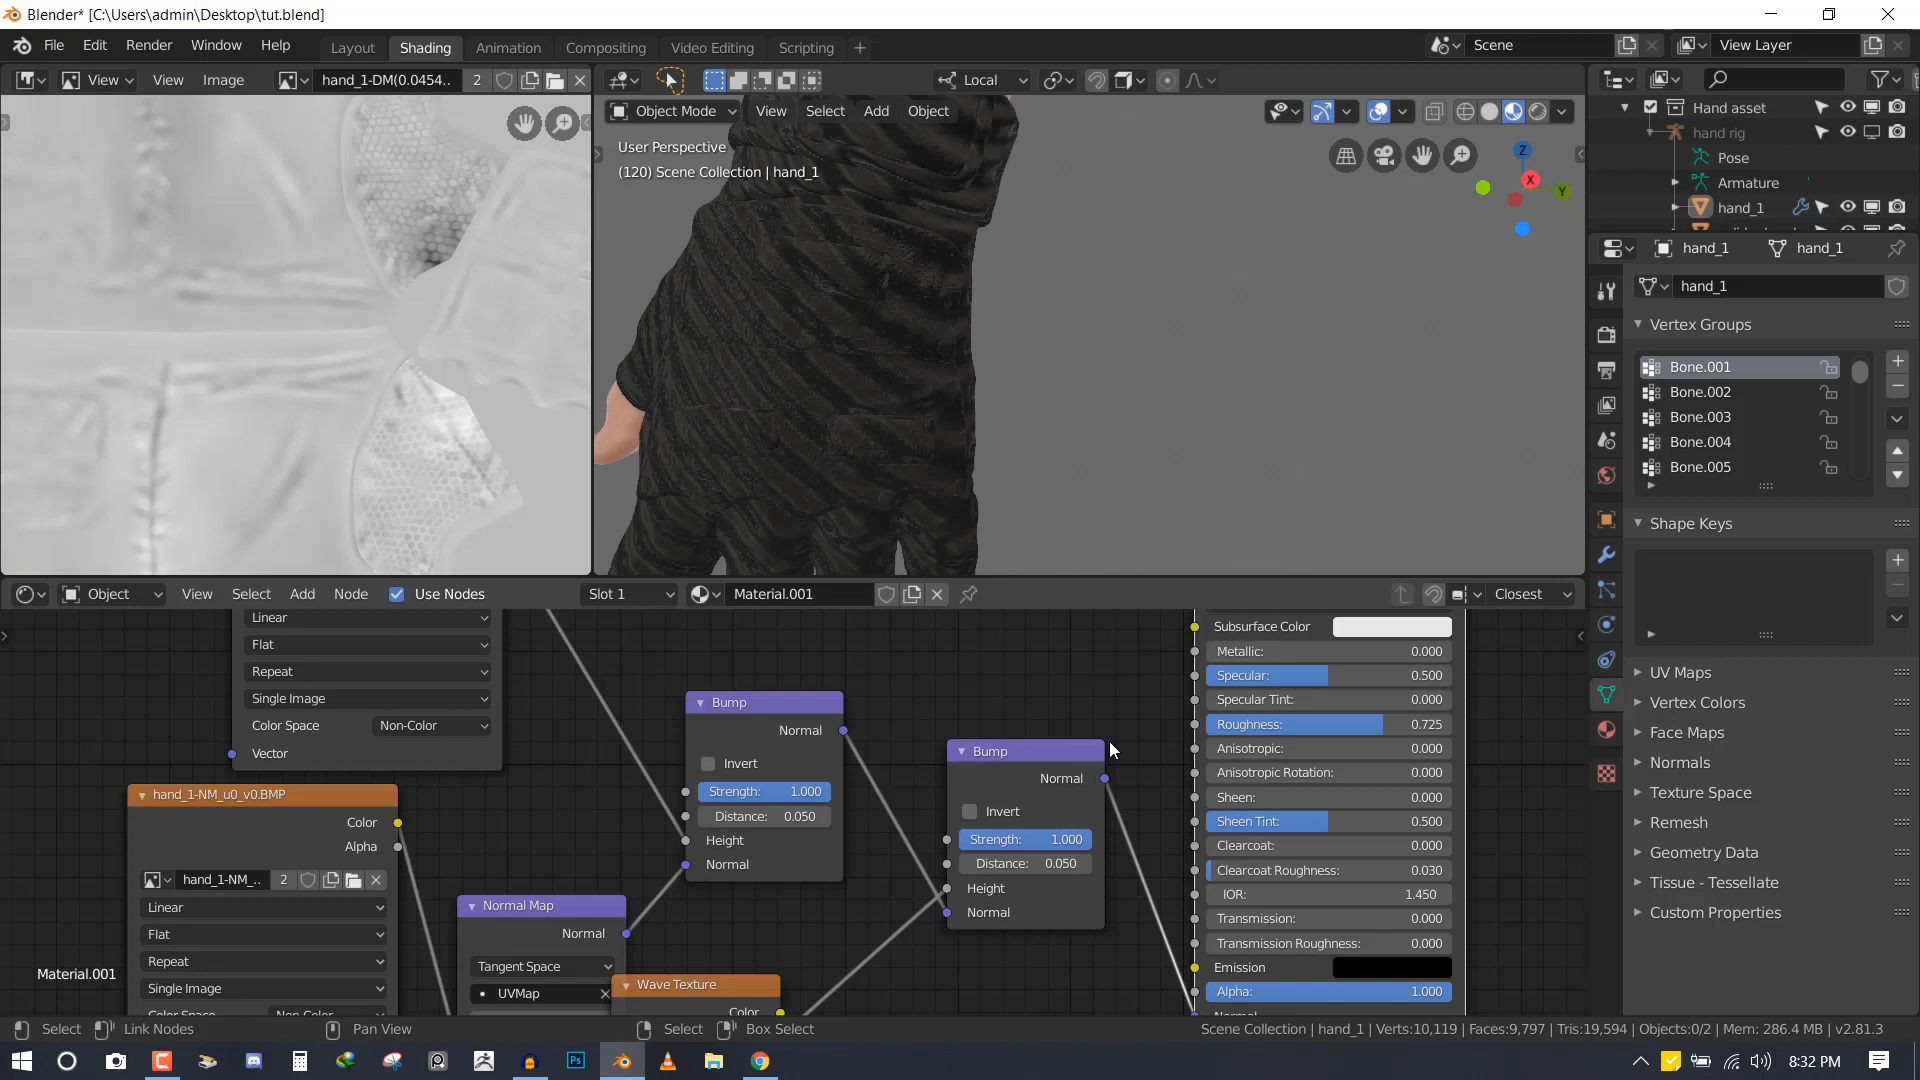 Blender* [C:\Users\admin\Desktop\tut.blend]
File Edit Render Window Help Layout Shading Animation Compositing Texture Paint Video Editing Scripting Scene View Layer
View View Image hand_1-DM(0.0454.. 2 Local
Object Mode View Select Add Object
User Perspective
(120) Scene Collection | hand_1
Z
X
Y
Hand asset
hand rig
Pose
Armature
hand_1
hand_1 hand_1
hand_1
Vertex Groups
Bone.001
Bone.002
Bone.003
Bone.004
Bone.005
Shape Keys
UV Maps
Vertex Colors
Face Maps
Normals
Texture Space
Remesh
Geometry Data
Tissue - Tessellate
Custom Properties
Object View Select Add Node Use Nodes Slot 1 Material.001 Closest
Linear
Flat
Repeat
Single Image
Color Space Non-Color
Vector
hand_1-NM_u0_v0.BMP
Color
Alpha
hand_1-NM_.. 2
Linear
Flat
Repeat
Single Image
Color Space Non-Color
Material.001
Normal Map
Normal
Tangent Space
UVMap
Wave Texture
Color
Bump
Normal
Invert
Strength: 1.000
Distance: 0.050
Height
Normal
Bump
Normal
Invert
Strength: 1.000
Distance: 0.050
Height
Normal
Subsurface Color
Metallic: 0.000
Specular: 0.500
Specular Tint: 0.000
Roughness: 0.725
Anisotropic: 0.000
Anisotropic Rotation: 0.000
Sheen: 0.000
Sheen Tint: 0.500
Clearcoat: 0.000
Clearcoat Roughness: 0.030
IOR: 1.450
Transmission: 0.000
Transmission Roughness: 0.000
Emission
Alpha: 1.000
Normal
Select Link Nodes Pan View Select Box Select
Scene Collection | hand_1 | Verts:10,119 | Faces:9,797 | Tris:19,594 | Objects:0/2 | Mem: 286.4 MB | v2.81.3
8:32 PM